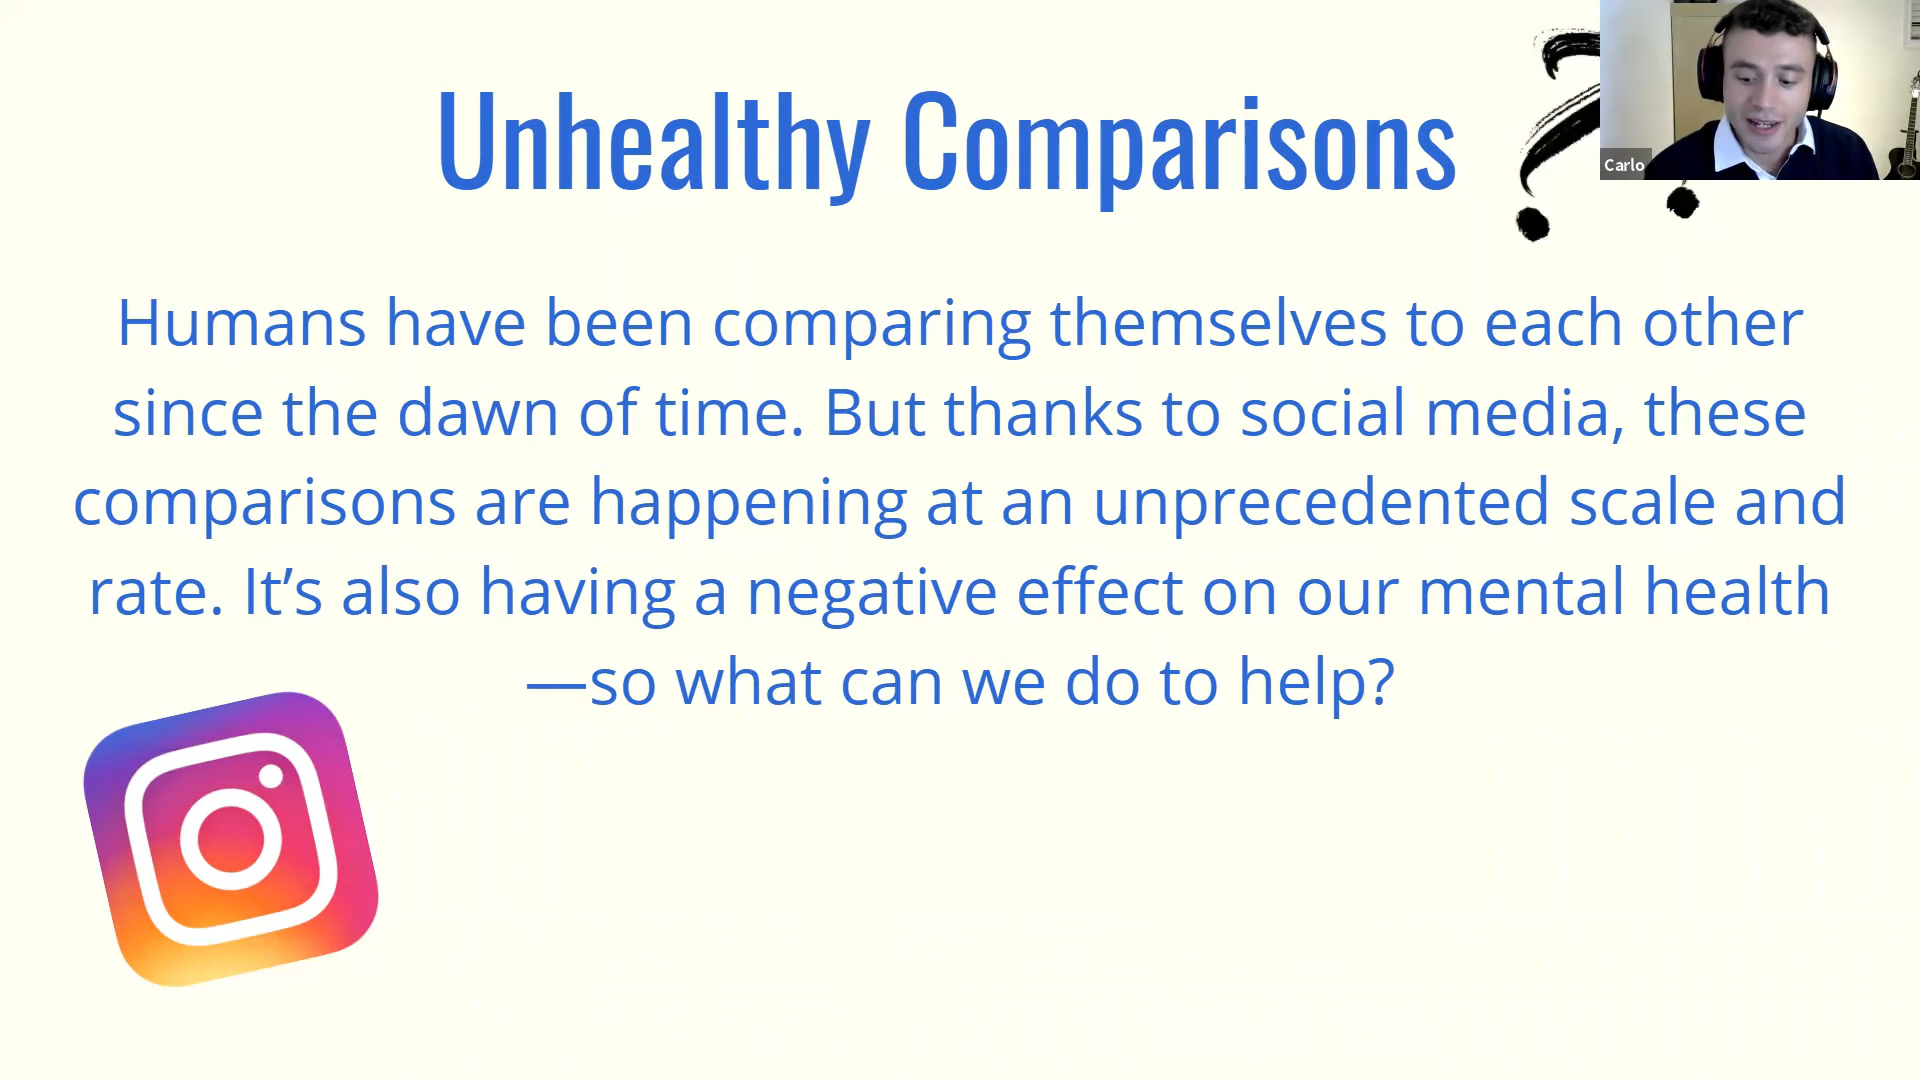 Unhealthy Comparisons
Carlo
Humans have been comparing themselves to each other
since the dawn of time. But thanks to social media, these
comparisons are happening at an unprecedented scale and
rate. It’s also having a negative effect on our mental health
—so what can we do to help?